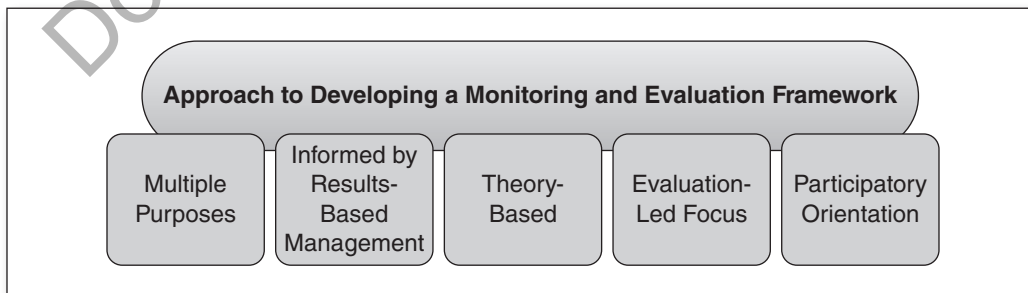 Approach to Developing a Monitoring and Evaluation Framework
Multiple
Purposes
Informed by
Results-
Based
Management
Theory-
Based
Evaluation-
Led Focus
Participatory
Orientation